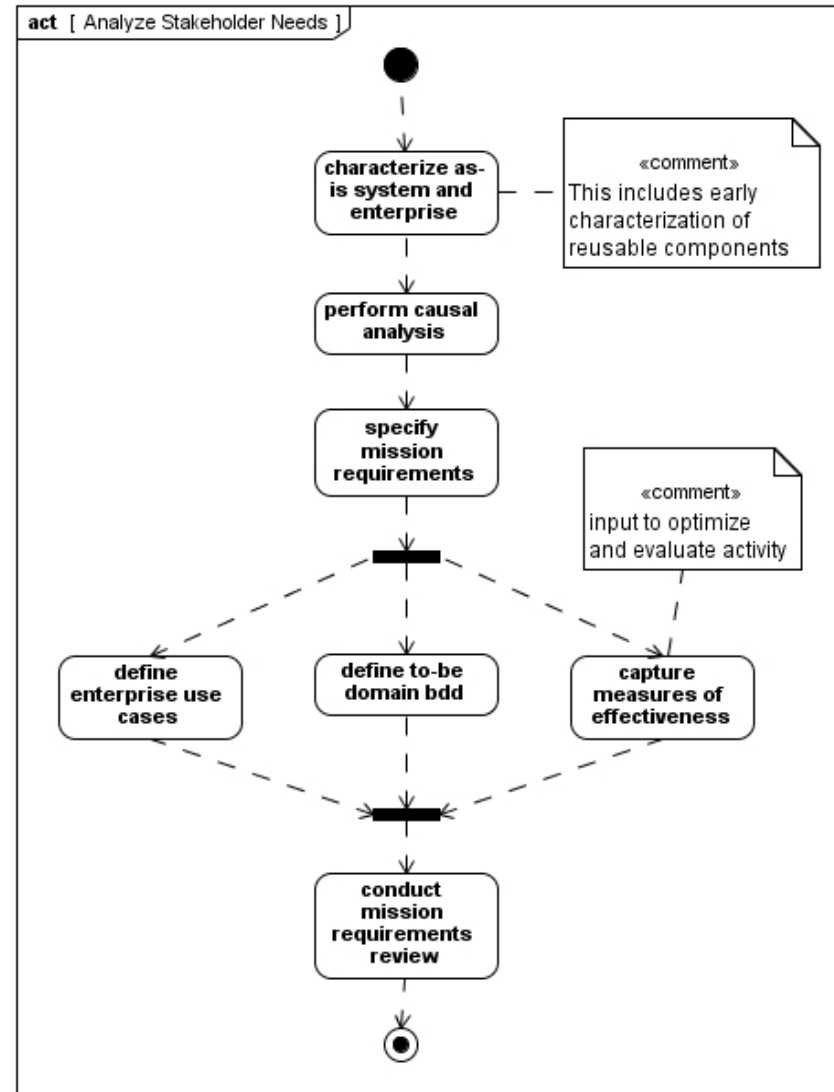 act [ Analyze Stakeholder Needs ]
characterize as-
is system and
enterprise
«comment»
This includes early
characterization of
reusable components
perform causal
analysis
specify
mission
requirements
«comment»
input to optimize
and evaluate activity
define
enterprise use
cases
define to-be
domain bdd
capture
measures of
effectiveness
conduct
mission
requirements
review